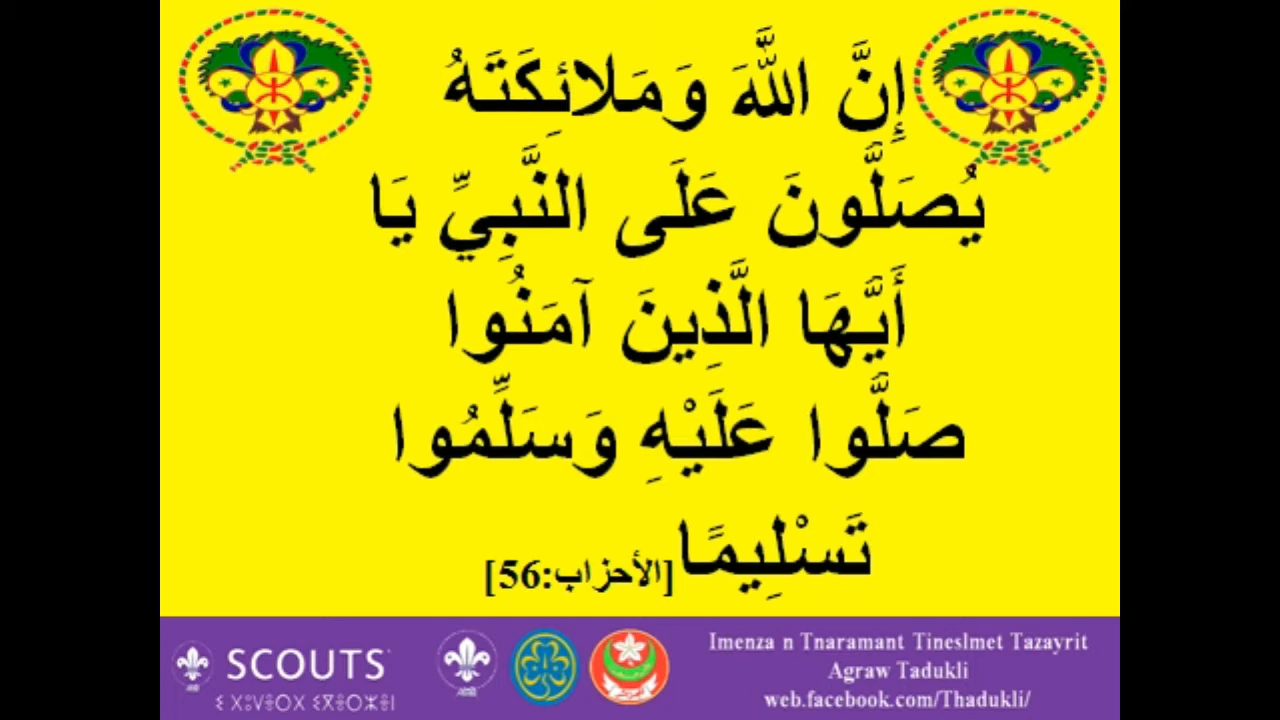 إِنَّ اللَّهَ وَمَلائِكَتَهُ
يُصَلُّونَ عَلَى النَّبِيِّ يَا
أَيُّهَا الَّذِينَ آمَنُوا
صَلُّوا عَلَيْهِ وَسَلِّمُوا
تَسْلِيمًا [الأحزاب:56]
SCOUTS
Imenza n Tnaramant Tineslmet Tazayrit
Agraw Tadukli
web.facebook.com/Thadukli/